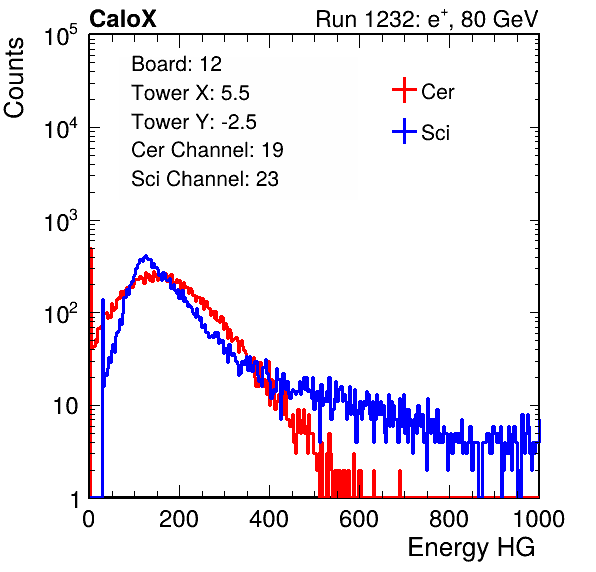 CaloX Run 1232: e⁺, 80 GeV
Counts
10⁵
10⁴
10³
10²
10
1
Board: 12
Tower X: 5.5
Tower Y: -2.5
Cer Channel: 19
Sci Channel: 23
Cer
Sci
0 200 400 600 800 1000
Energy HG